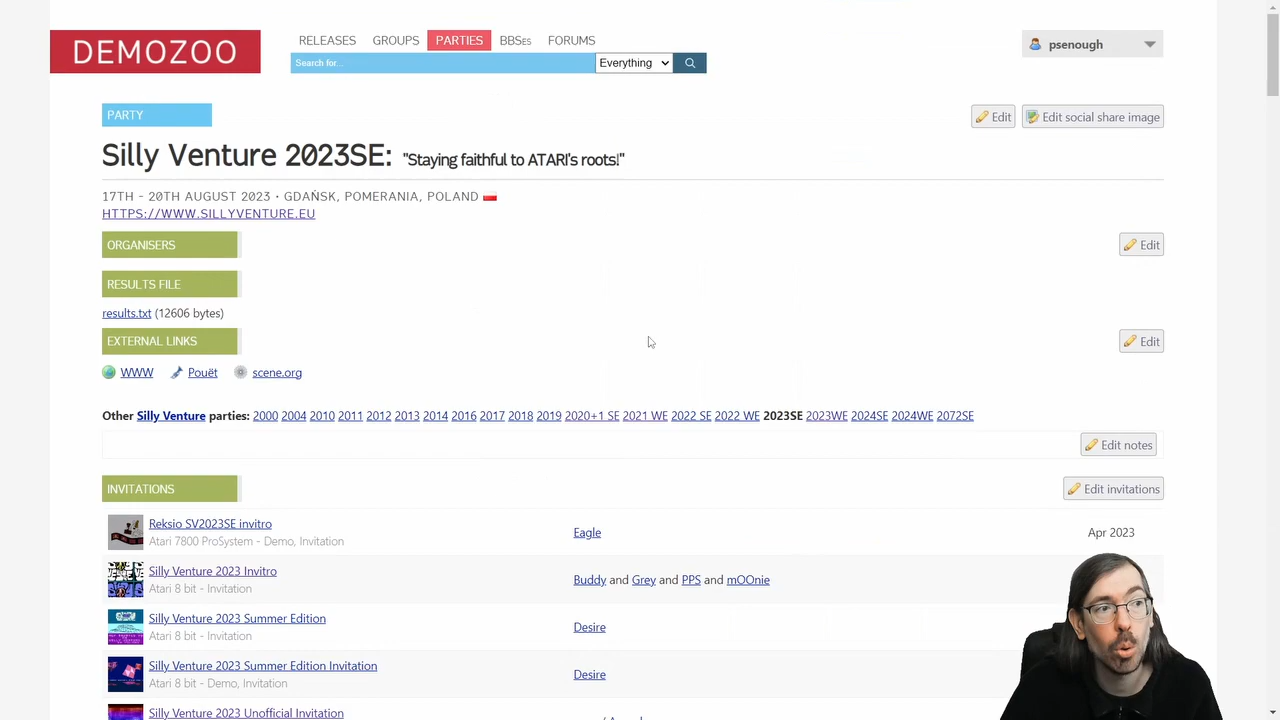 DEMOZOO
RELEASES GROUPS PARTIES BBSES FORUMS
psenough
Search for...
Everything
PARTY
Edit
Edit social share image
Silly Venture 2023SE: "Staying faithful to ATARI's roots!"
17TH - 20TH AUGUST 2023 · GDAŃSK, POMERANIA, POLAND
HTTPS://WWW.SILLYVENTURE.EU
ORGANISERS
Edit
RESULTS FILE
results.txt (12606 bytes)
EXTERNAL LINKS
Edit
WWW Pouët scene.org
Other Silly Venture parties: 2000 2004 2010 2011 2012 2013 2014 2016 2017 2018 2019 2020+1 SE 2021 WE 2022 SE 2022 WE 2023SE 2023WE 2024SE 2024WE 2072SE
Edit notes
INVITATIONS
Edit invitations
Reksio SV2023SE invitro
Atari 7800 ProSystem - Demo, Invitation
Eagle
Apr 2023
Silly Venture 2023 Invitro
Atari 8 bit - Invitation
Buddy and Grey and PPS and mOOnie
Silly Venture 2023 Summer Edition
Atari 8 bit - Invitation
Desire
Silly Venture 2023 Summer Edition Invitation
Atari 8 bit - Demo, Invitation
Desire
Silly Venture 2023 Unofficial Invitation